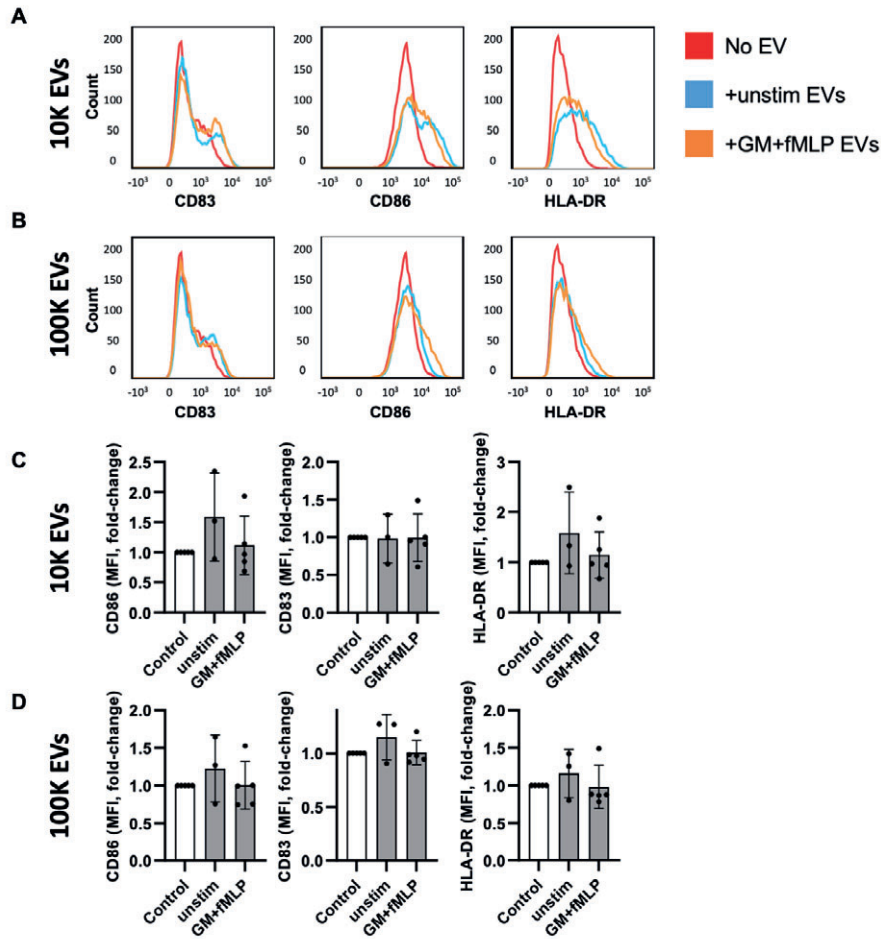 A
10K EVs
Count
200
150
100
50
0
-10³ 0 10³ 10⁴ 10⁵
CD83
200
150
100
50
0
-10³ 10³ 10⁴ 10⁵
CD86
200
150
100
50
0
-10³ 0 10³ 10⁴ 10⁵
HLA-DR
No EV
+unstim EVs
+GM+fMLP EVs
B
100K EVs
Count
200
150
100
50
0
-10³ 0 10³ 10⁴ 10⁵
CD83
200
150
100
50
0
-10³ 10³ 10⁴ 10⁵
CD86
200
150
100
50
0
-10³ 0 10³ 10⁴ 10⁵
HLA-DR
C
10K EVs
CD86 (MFI, fold-change)
2.5
2.0
1.5
1.0
0.5
0.0
Control
unstim
GM+fMLP
CD83 (MFI, fold-change)
2.0
1.5
1.0
0.5
0.0
Control
unstim
GM+fMLP
HLA-DR (MFI, fold-change)
3
2
1
0
Control
unstim
GM+fMLP
D
100K EVs
CD86 (MFI, fold-change)
2.0
1.5
1.0
0.5
0.0
Control
unstim
GM+fMLP
CD83 (MFI, fold-change)
1.0
0.5
0.0
Control
unstim
GM+fMLP
HLA-DR (MFI, fold-change)
2.0
1.5
1.0
0.5
0.0
Control
unstim
GM+fMLP